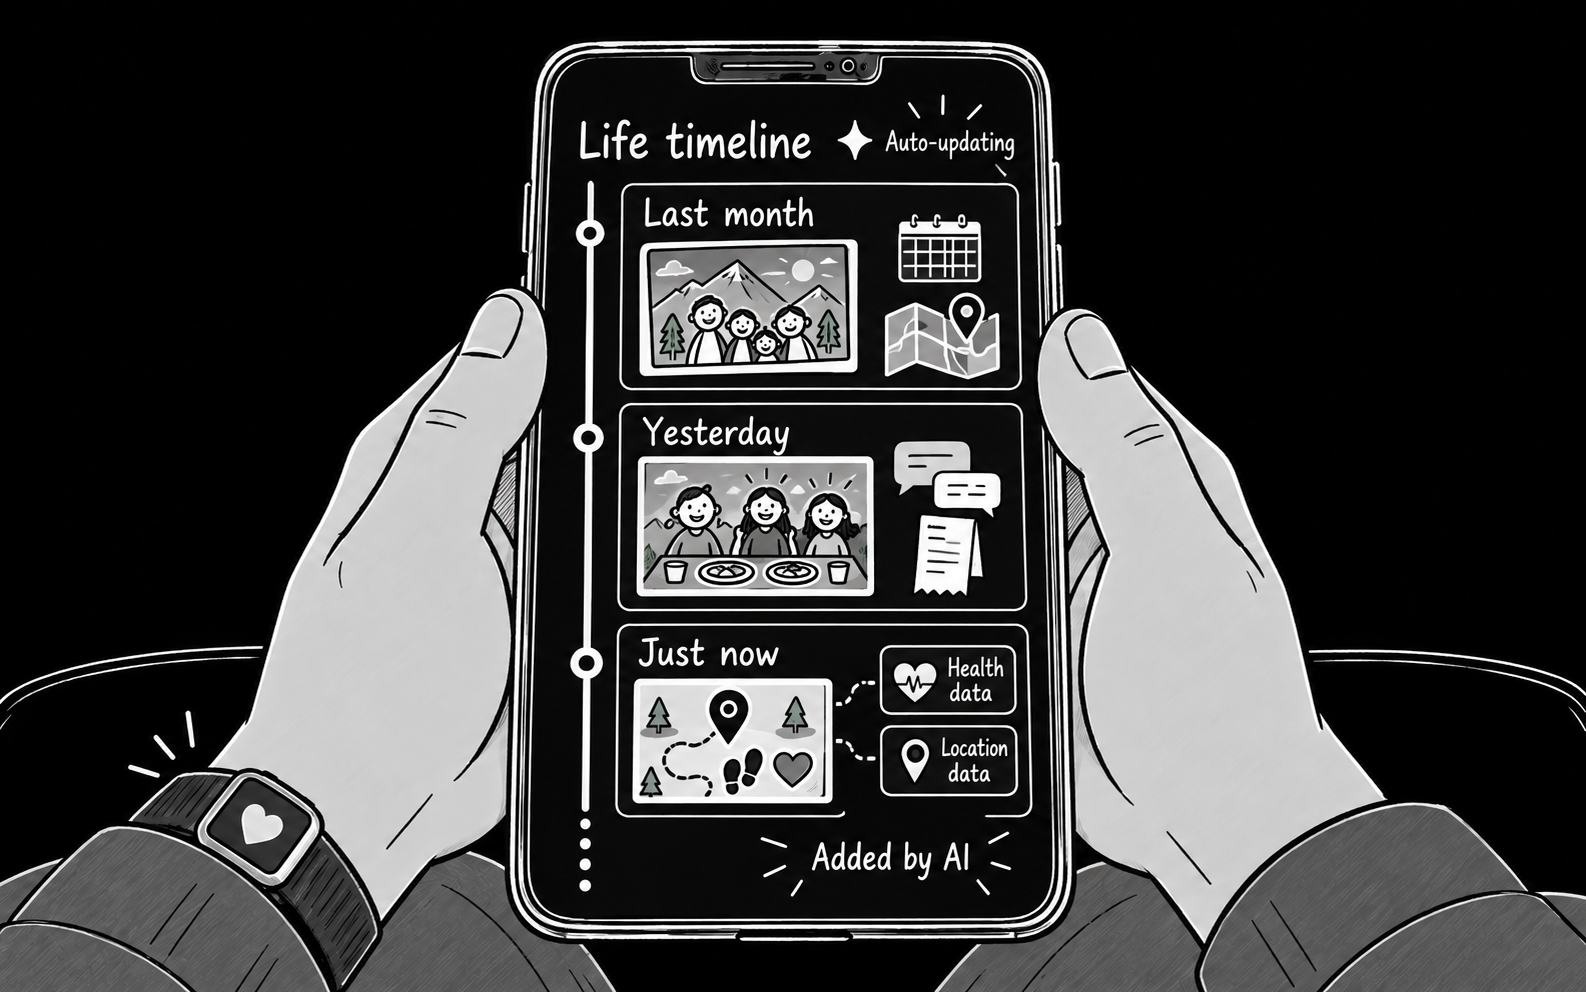 Life timeline
Auto-updating
Last month
Yesterday
Just now
Health
data
Location
data
Added by AI